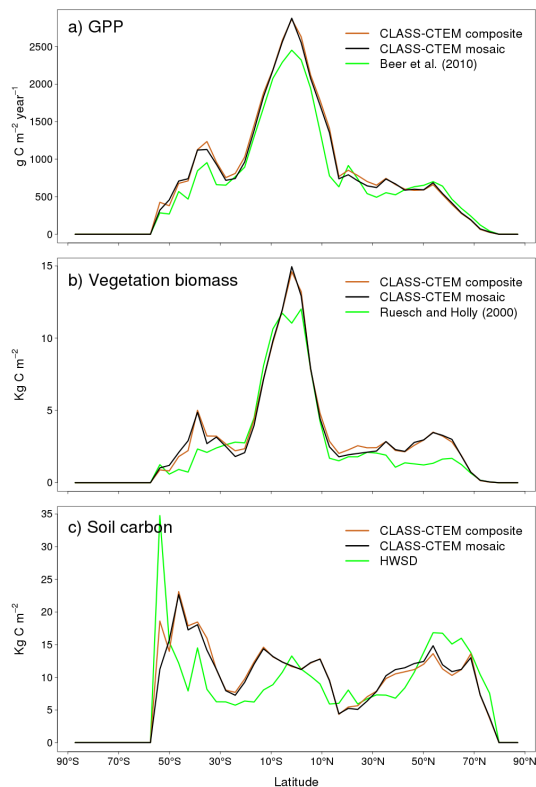 a) GPP
CLASS-CTEM composite
CLASS-CTEM mosaic
Beer et al. (2010)
g C m⁻² year⁻¹
2500
2000
1500
1000
500
0
b) Vegetation biomass
CLASS-CTEM composite
CLASS-CTEM mosaic
Ruesch and Holly (2000)
Kg C m⁻²
15
10
5
0
c) Soil carbon
CLASS-CTEM composite
CLASS-CTEM mosaic
HWSD
Kg C m⁻²
35
30
25
20
15
10
5
0
90°S 70°S 50°S 30°S 10°S 10°N 30°N 50°N 70°N 90°N
Latitude